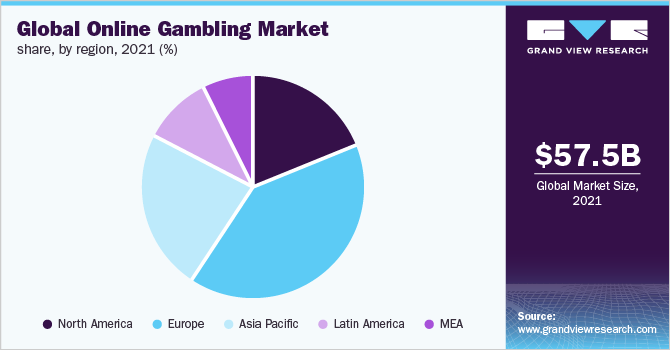 Global Online Gambling Market
share, by region, 2021 (%)
North America
Europe
Asia Pacific
Latin America
MEA
GRAND VIEW RESEARCH
$57.5B
Global Market Size,
2021
Source:
www.grandviewresearch.com